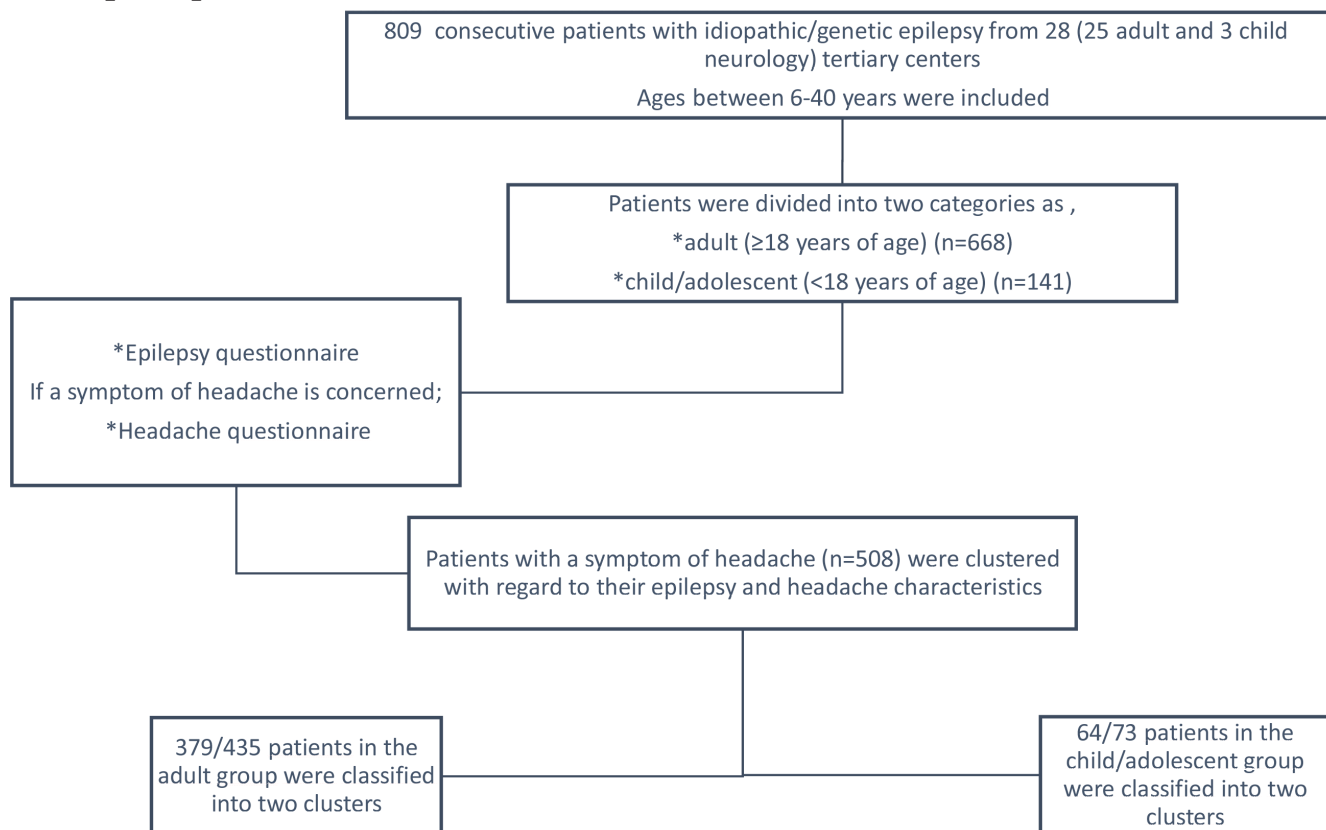 809 consecutive patients with idiopathic/genetic epilepsy from 28 (25 adult and 3 child
neurology) tertiary centers
Ages between 6-40 years were included
Patients were divided into two categories as ,
*adult (≥18 years of age) (n=668)
*child/adolescent (<18 years of age) (n=141)
*Epilepsy questionnaire
If a symptom of headache is concerned;
*Headache questionnaire
Patients with a symptom of headache (n=508) were clustered
with regard to their epilepsy and headache characteristics
379/435 patients in the
adult group were classified
into two clusters
64/73 patients in the
child/adolescent group
were classified into two
clusters